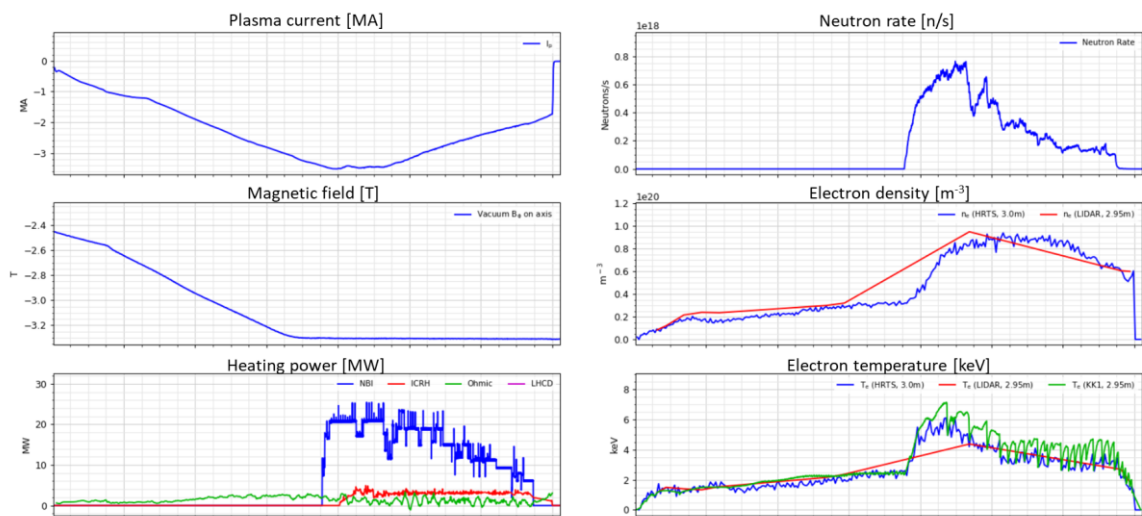 Plasma current [MA]
Iₚ
0
−1
−2
−3
MA
Magnetic field [T]
Vacuum Bₐ on axis
−2.4
−2.6
−2.8
−3.0
−3.2
T
Heating power [MW]
NBI ICRH Ohmic LHCD
30
20
10
0
MW
Neutron rate [n/s]
1e18
Neutron Rate
0.8
0.6
0.4
0.2
0.0
Neutrons/s
Electron density [m⁻³]
1e20
nₑ (HRTS, 3.0m) nₑ (LIDAR, 2.95m)
1.2
1.0
0.8
0.6
0.4
0.2
0.0
m⁻³
Electron temperature [keV]
Tₑ (HRTS, 3.0m) Tₑ (LIDAR, 2.95m) Tₑ (KK1, 2.95m)
8
6
4
2
0
keV